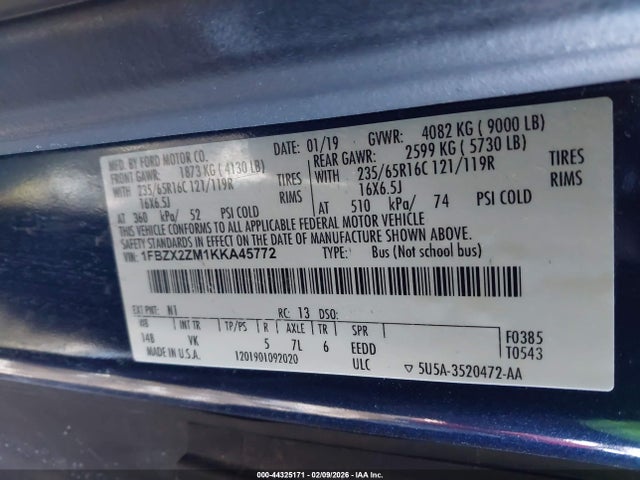 MFD. BY FORD MOTOR CO.
DATE: 01/19 GVWR: 4082 KG ( 9000 LB)
FRONT GAWR: 1873 KG ( 4130 LB)
REAR GAWR: 2599 KG ( 5730 LB)
WITH 235/65R16C 121/119R TIRES
WITH 235/65R16C 121/119R TIRES
16X6.5J RIMS
16X6.5J RIMS
AT 360 kPa/ 52 PSI COLD
AT 510 kPa/ 74 PSI COLD
THIS VEHICLE CONFORMS TO ALL APPLICABLE FEDERAL MOTOR VEHICLE
SAFETY STANDARDS IN EFFECT ON THE DATE OF MANUFACTURE SHOWN ABOVE.
VIN: 1FBZX2ZM1KKA45772 TYPE: Bus (Not school Bus)
EXT PNT: N1 RC: 13 DSO:
WB INT TR TP/PS R AXLE TR SPR
148 VK 5 7L 6 EEDD
F0385
T0543
MADE IN U.S.A. 1201901092020 ULC
5U5A-3520472-AA
000-44325171 - 02/09/2026 - IAA Inc.